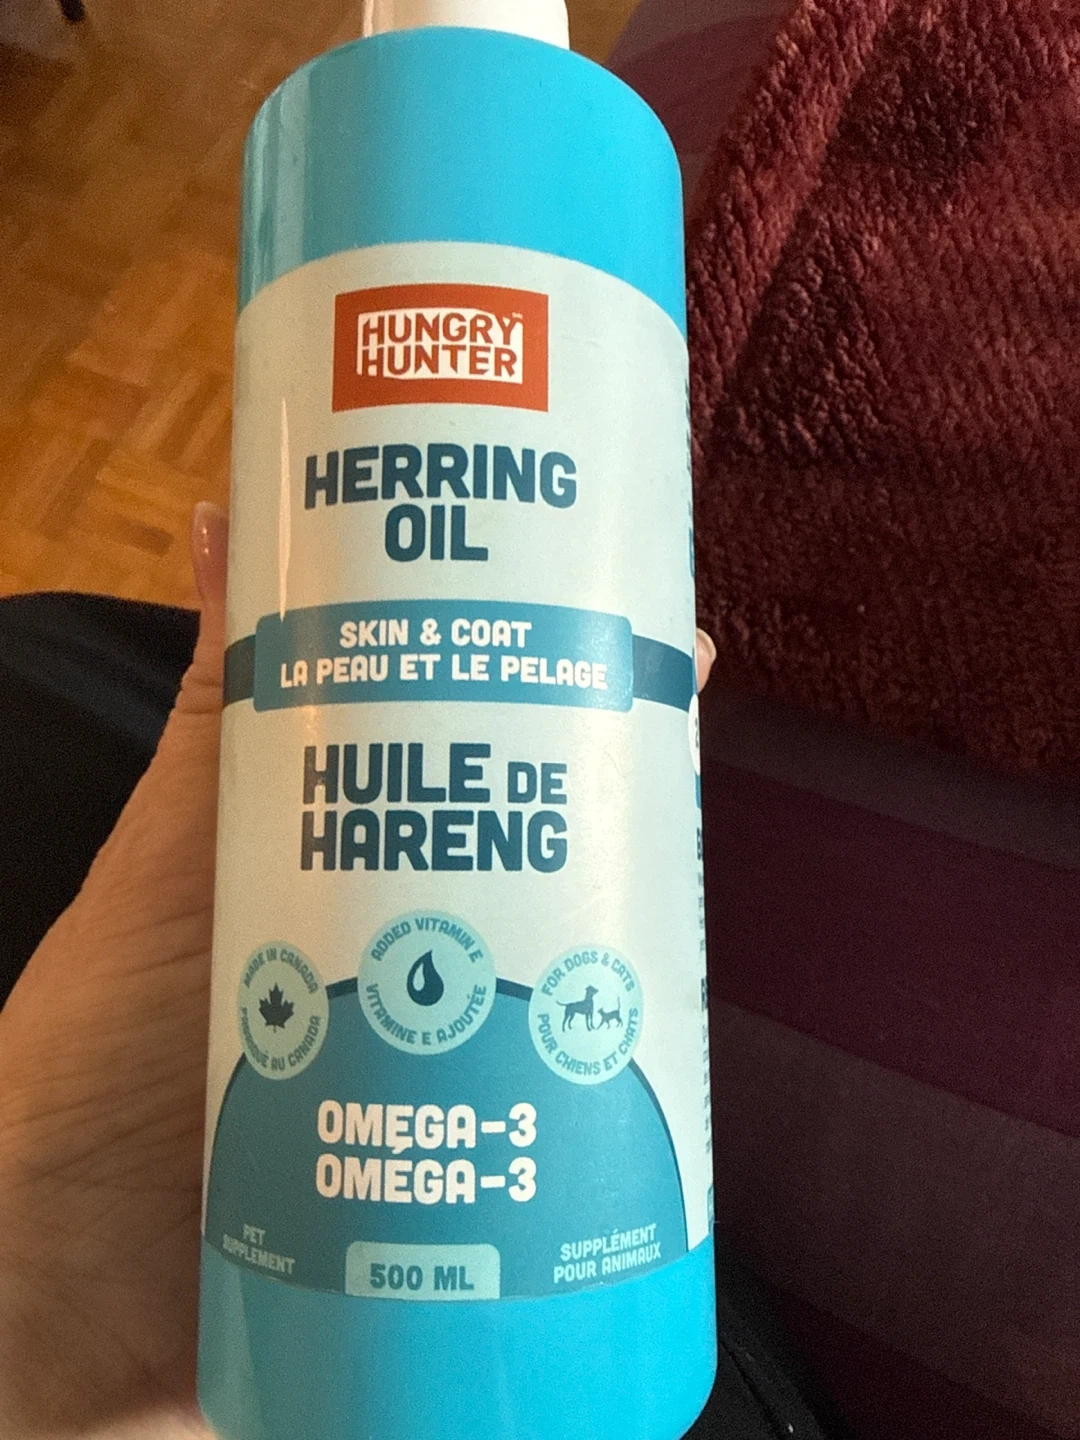 HUNGRY
HUNTER
HERRING
OIL
SKIN & COAT
LA PEAU ET LE PELAGE
HUILE DE
HARENG
MADE IN CANADA
FABRIQUÉ AU CANADA
ADDED VITAMIN E
VITAMINE E AJOUTÉE
FOR DOGS & CATS
POUR CHIENS ET CHATS
OMEGA-3
OMÉGA-3
PET
SUPPLEMENT
500 ML
SUPPLÉMENT
POUR ANIMAUX